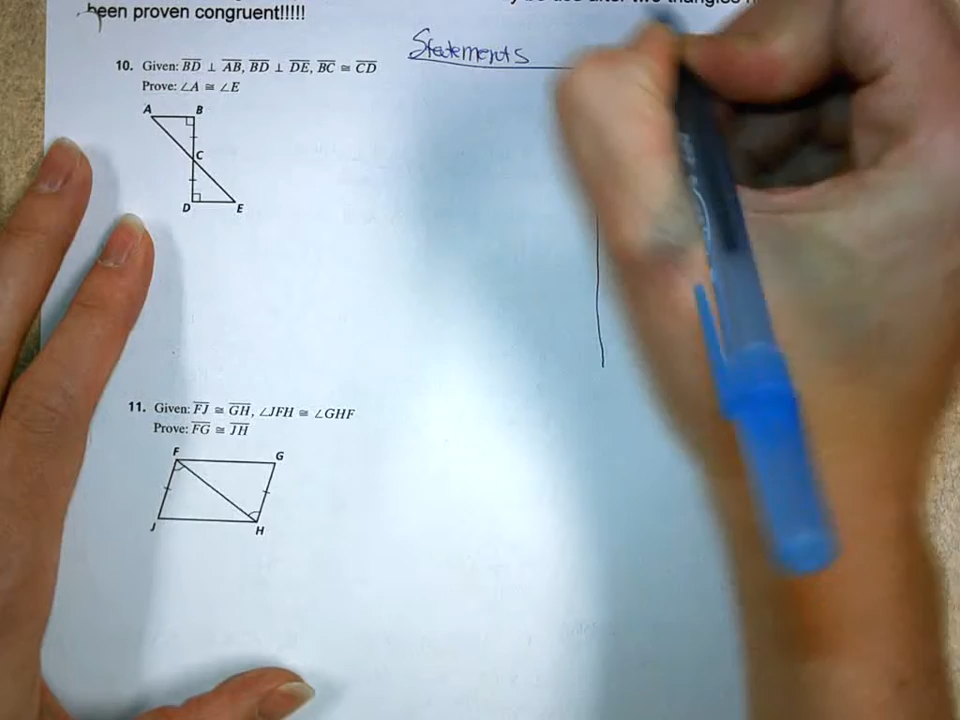 been proven congruent!!!!!
Statements
10. Given: BD ⊥ AB, BD ⊥ DE, BC ≅ CD
Prove: ∠A ≅ ∠E
A B
C
D E
11. Given: FJ ≅ GH, ∠JFH ≅ ∠GHF
Prove: FG ≅ JH
F G
J H